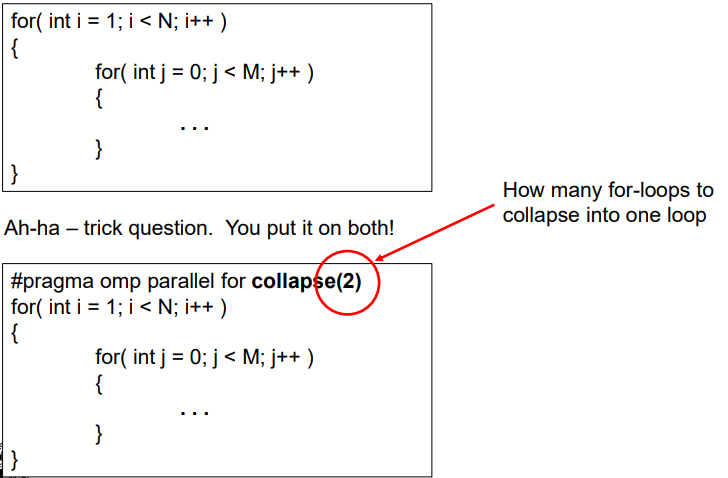 for( int i = 1; i < N; i++ )
{
for( int j = 0; j < M; j++ )
{
. . .
}
}
How many for-loops to
collapse into one loop
Ah-ha – trick question.  You put it on both!
#pragma omp parallel for collapse(2)
for( int i = 1; i < N; i++ )
{
for( int j = 0; j < M; j++ )
{
. . .
}
}